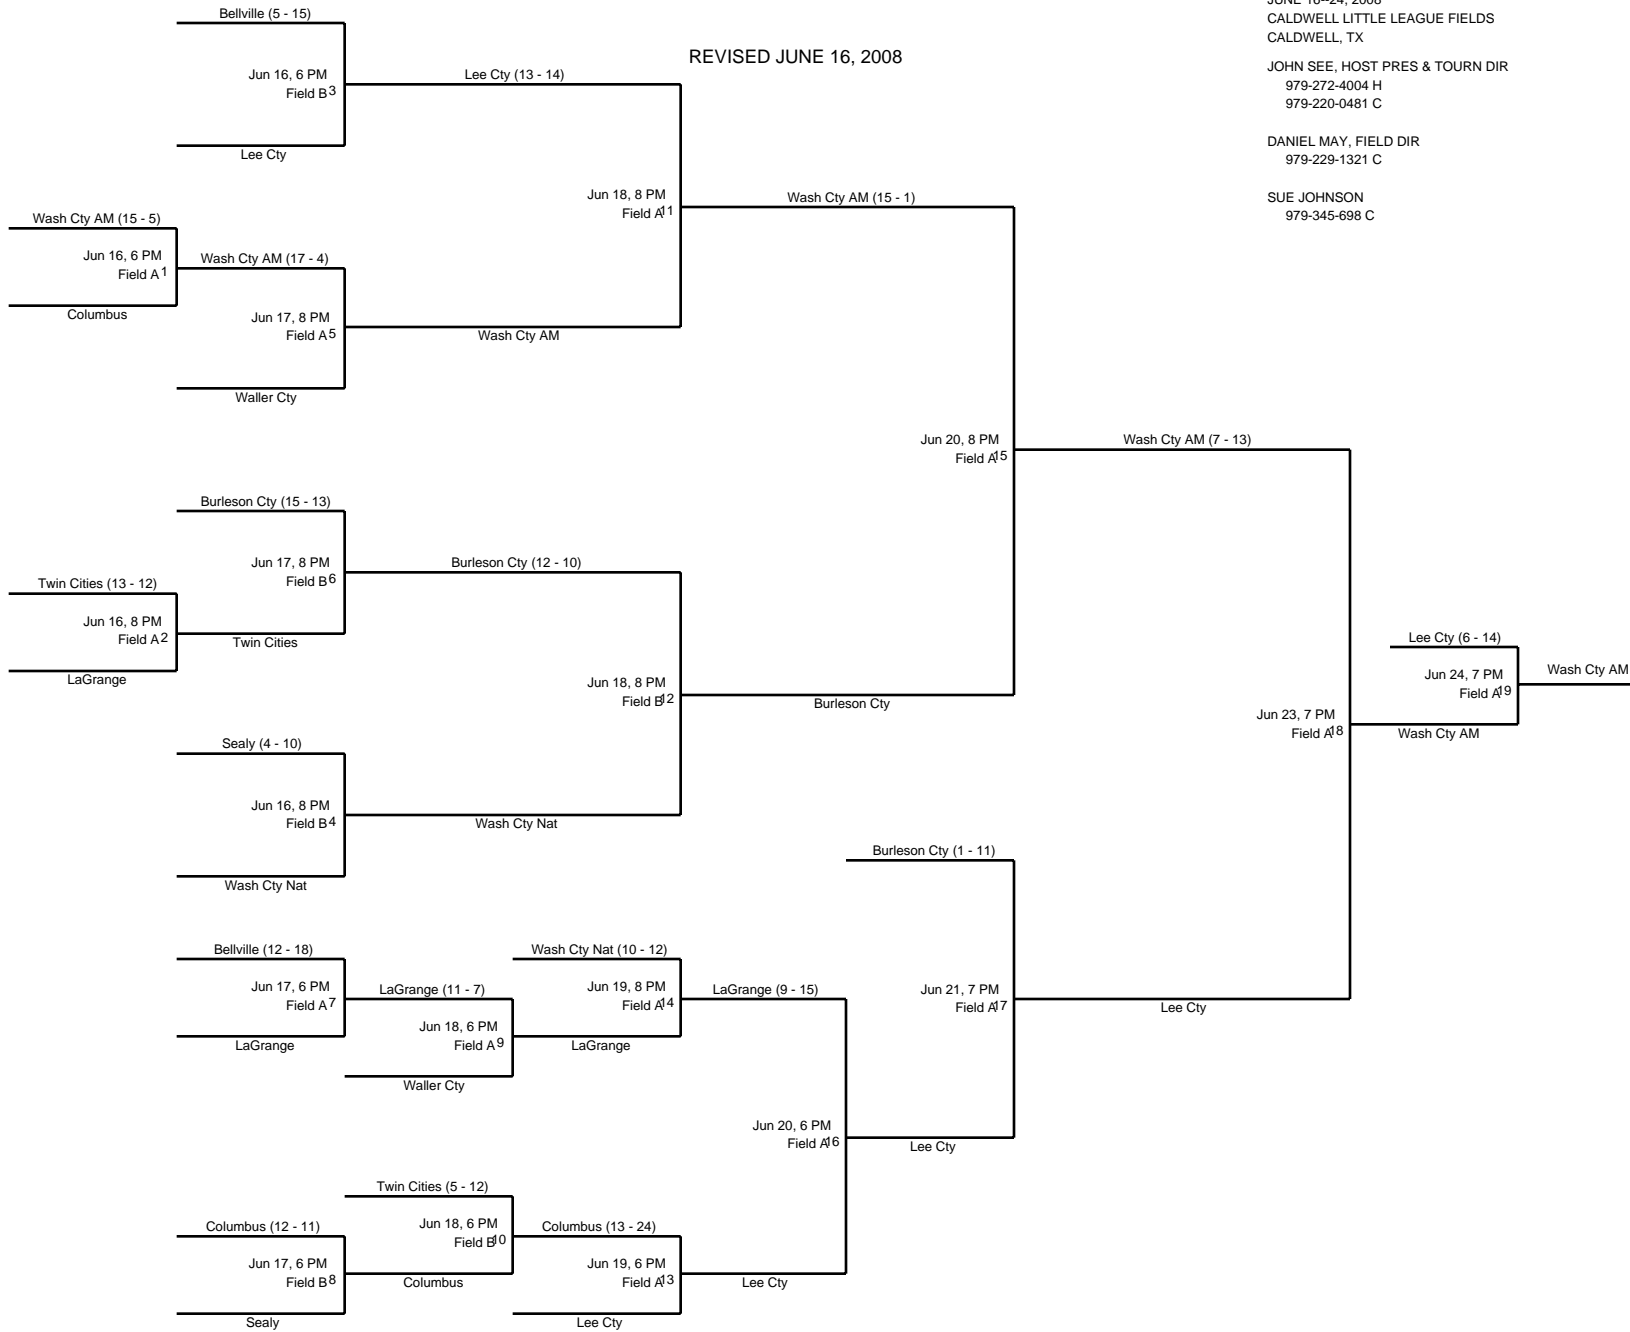 JUNE 16--24, 2008
CALDWELL LITTLE LEAGUE FIELDS
CALDWELL, TX
JOHN SEE, HOST PRES & TOURN DIR
979-272-4004 H
979-220-0481 C
DANIEL MAY, FIELD DIR
979-229-1321 C
SUE JOHNSON
979-345-698 C
REVISED JUNE 16, 2008
Bellville (5 - 15)
Jun 16, 6 PM
Field B 3
Lee Cty
Lee Cty (13 - 14)
Wash Cty AM (15 - 5)
Jun 16, 6 PM
Field A 1
Columbus
Wash Cty AM (17 - 4)
Jun 17, 8 PM
Field A 5
Waller Cty
Wash Cty AM
Jun 18, 8 PM
Field A 11
Wash Cty AM (15 - 1)
Burleson Cty (15 - 13)
Jun 17, 8 PM
Field B 6
Twin Cities (13 - 12)
Jun 16, 8 PM
Field A 2
LaGrange
Twin Cities
Burleson Cty (12 - 10)
Jun 18, 8 PM
Field B 12
Sealy (4 - 10)
Jun 16, 8 PM
Field B 4
Wash Cty Nat
Wash Cty Nat
Burleson Cty
Jun 20, 8 PM
Field A 15
Wash Cty AM (7 - 13)
Bellville (12 - 18)
Jun 17, 6 PM
Field A 7
LaGrange
LaGrange (11 - 7)
Jun 18, 6 PM
Field A 9
Waller Cty
Wash Cty Nat (10 - 12)
Jun 19, 8 PM
Field A 14
LaGrange
LaGrange (9 - 15)
Jun 20, 6 PM
Field A 16
Twin Cities (5 - 12)
Jun 18, 6 PM
Field B 10
Columbus (12 - 11)
Jun 17, 6 PM
Field B 8
Sealy
Columbus
Columbus (13 - 24)
Jun 19, 6 PM
Field A 13
Lee Cty
Lee Cty
Burleson Cty (1 - 11)
Jun 21, 7 PM
Field A 17
Lee Cty
Lee Cty
Jun 23, 7 PM
Field A 18
Lee Cty (6 - 14)
Jun 24, 7 PM
Field A 19
Wash Cty AM
Wash Cty AM